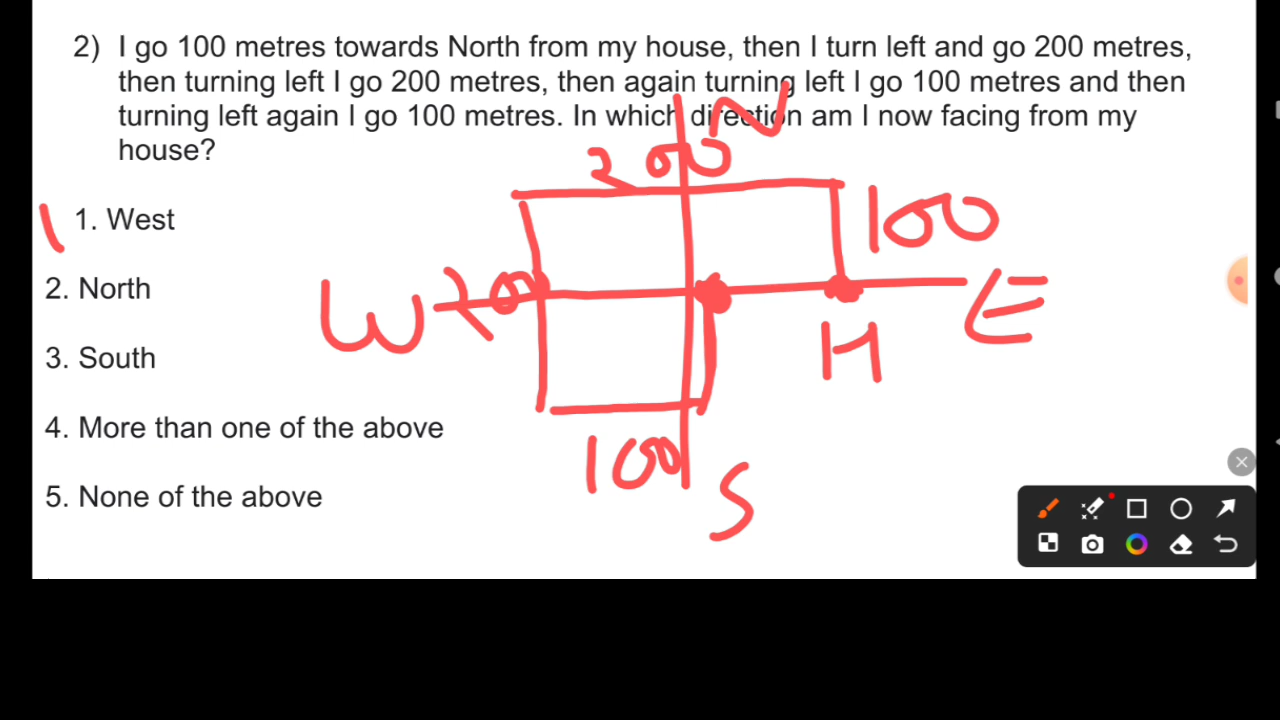 2) I go 100 metres towards North from my house, then I turn left and go 200 metres,
then turning left I go 200 metres, then again turning left I go 100 metres and then
turning left again I go 100 metres. In which direction am I now facing from my
house?
N
200
1 1. West
100
2. North
W
E
H
3. South
4. More than one of the above
100
S
5. None of the above